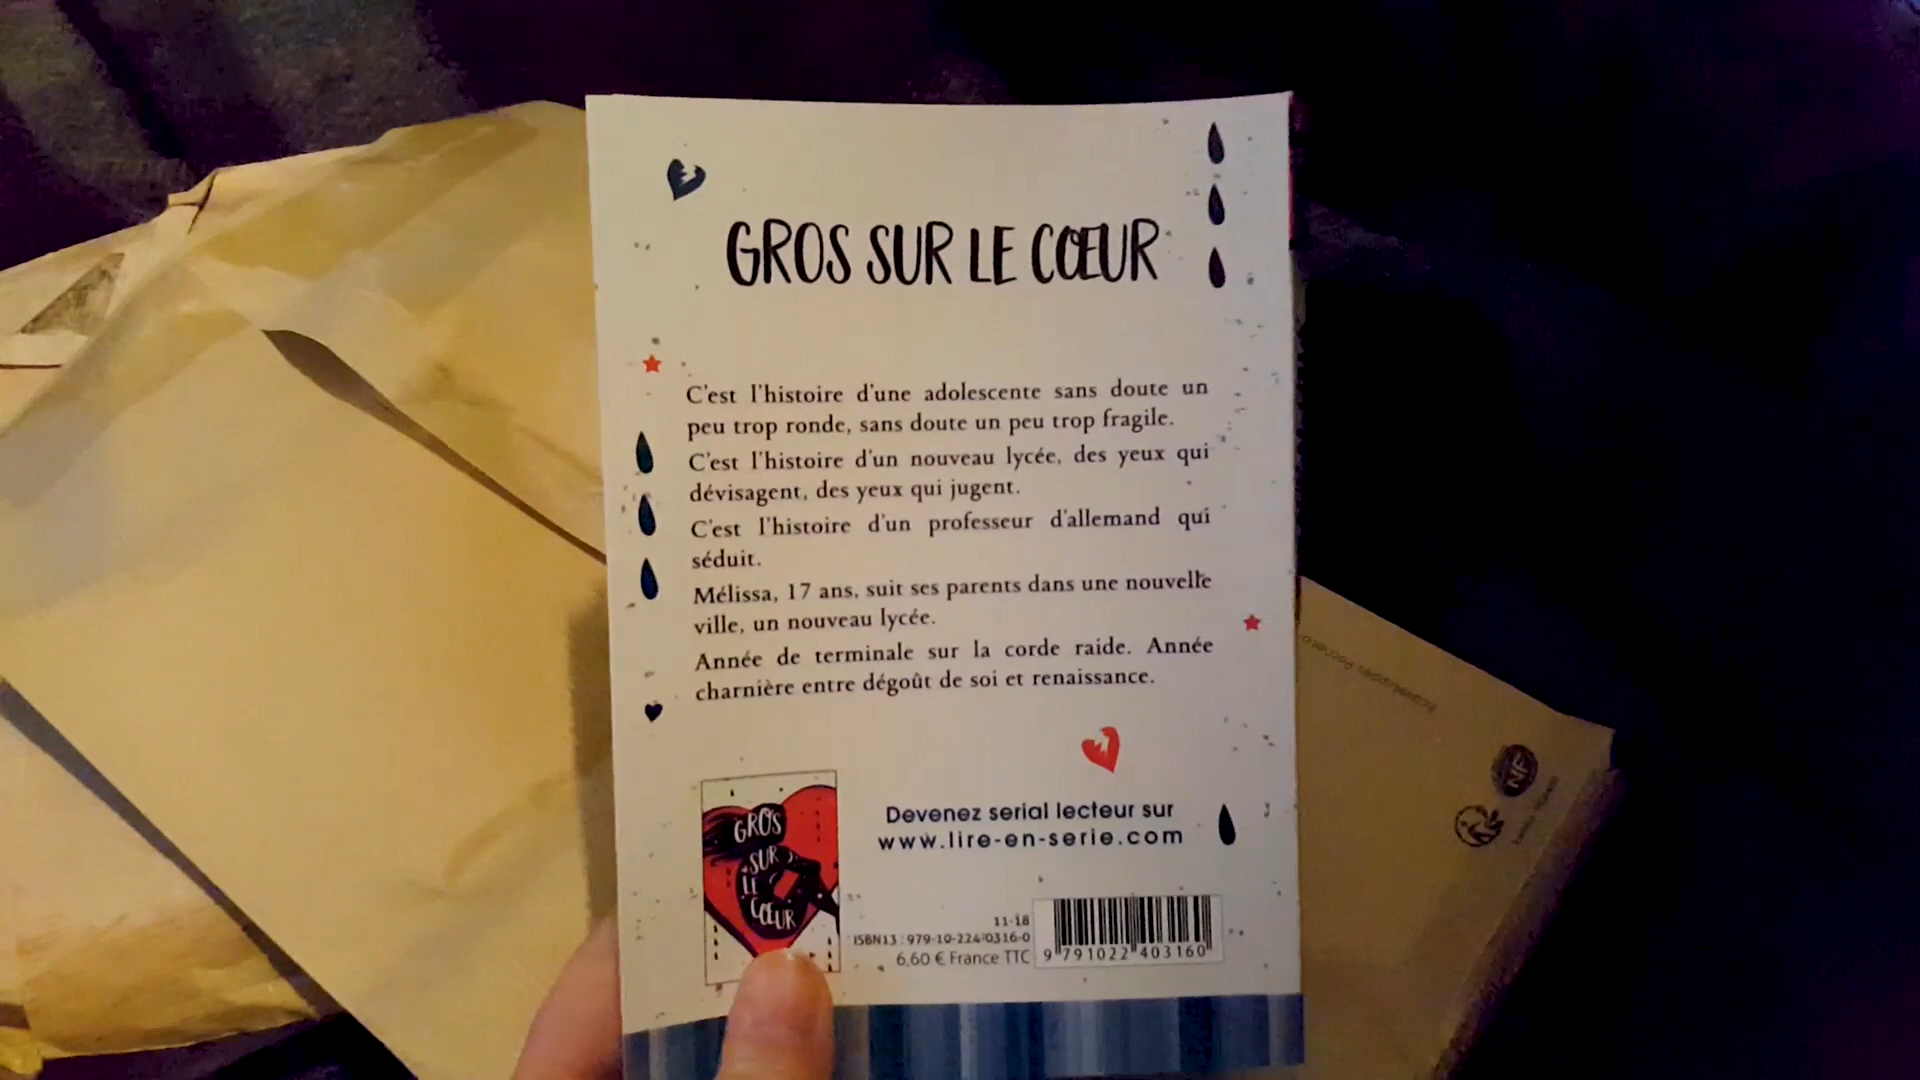 GROS SUR LE CŒUR
C'est l'histoire d'une adolescente sans doute un
peu trop ronde, sans doute un peu trop fragile.
C'est l'histoire d'un nouveau lycée, des yeux qui
dévisagent, des yeux qui jugent.
C'est l'histoire d'un professeur d'allemand qui
séduit.
Mélissa, 17 ans, suit ses parents dans une nouvelle
ville, un nouveau lycée.
Année de terminale sur la corde raide. Année
charnière entre dégoût de soi et renaissance.
GROS
SUR
LE
CŒUR
Devenez serial lecteur sur
www.lire-en-serie.com
11-18
ISBN13 : 979-10-224-0316-0
6,60 € France TTC
9 791022 403160
NF